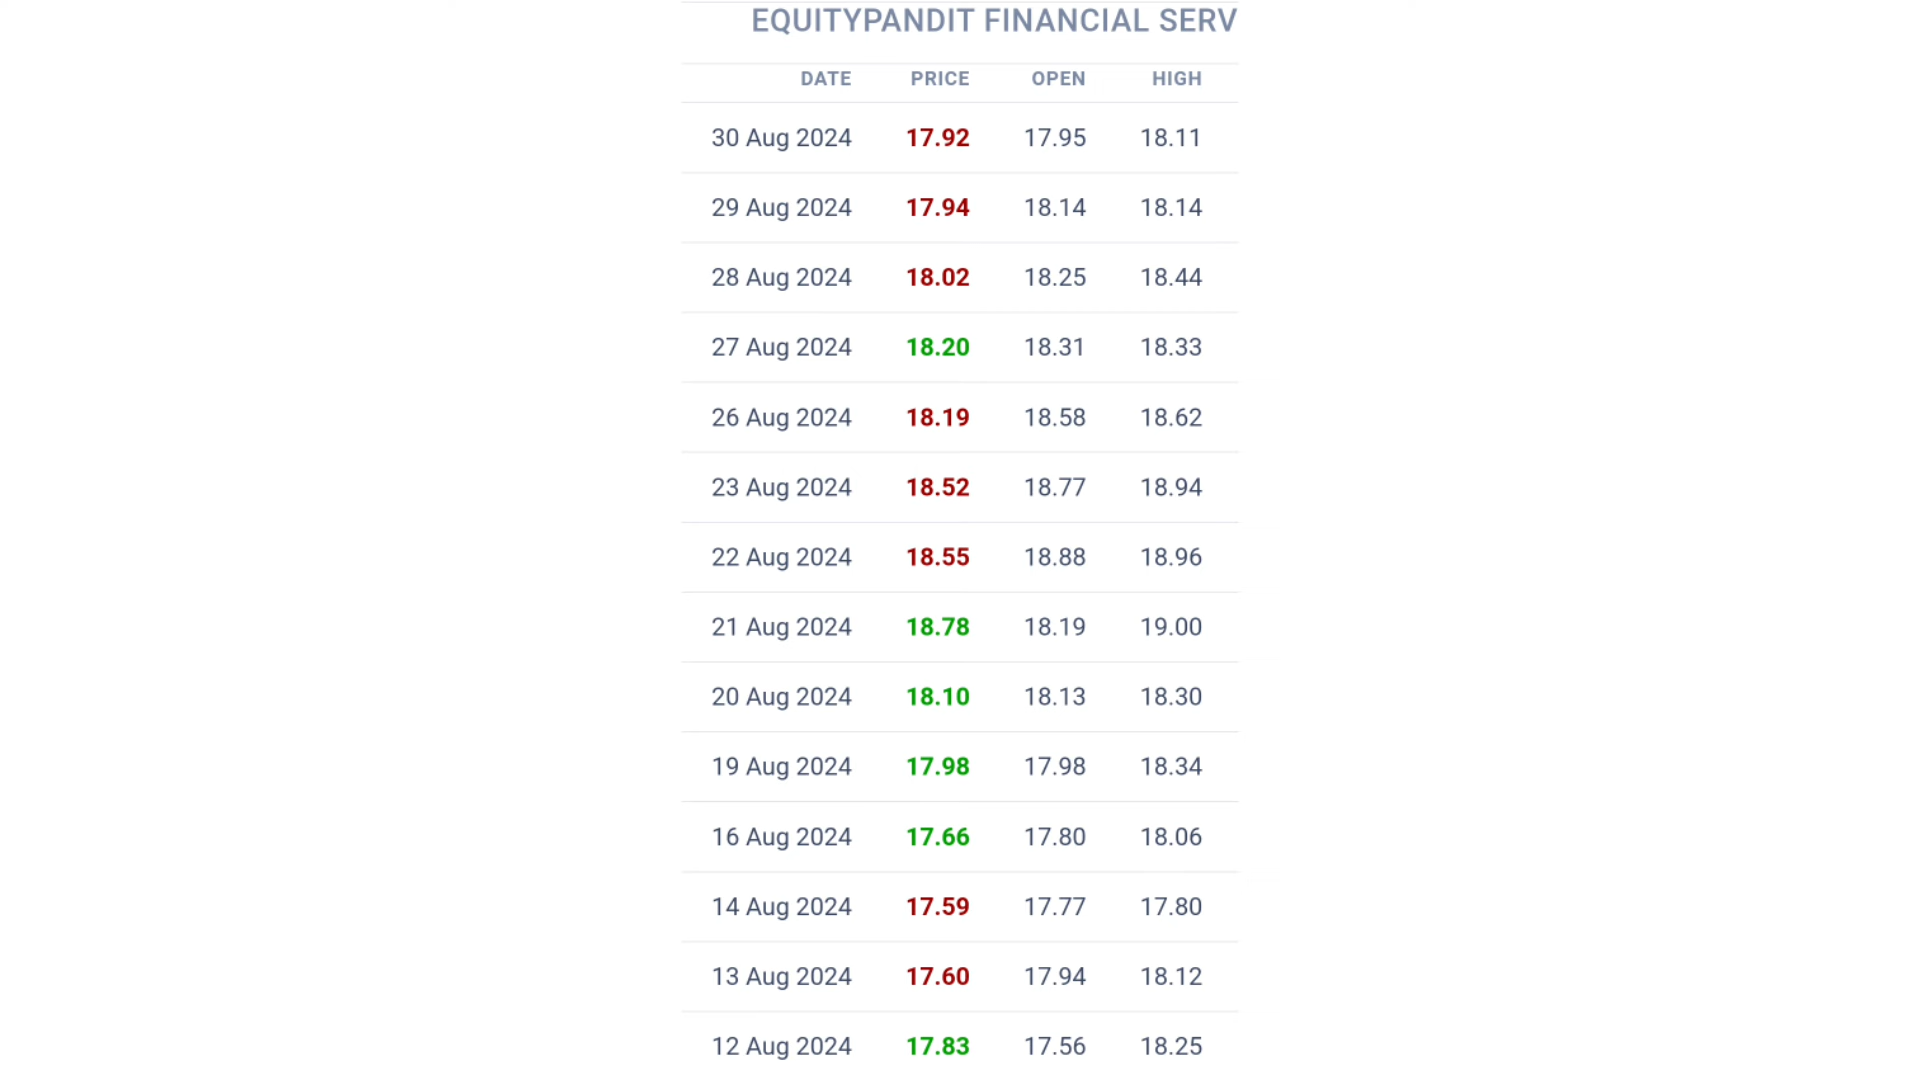 EQUITYPANDIT FINANCIAL SERV
DATE PRICE OPEN HIGH
30 Aug 2024 17.92 17.95 18.11
29 Aug 2024 17.94 18.14 18.14
28 Aug 2024 18.02 18.25 18.44
27 Aug 2024 18.20 18.31 18.33
26 Aug 2024 18.19 18.58 18.62
23 Aug 2024 18.52 18.77 18.94
22 Aug 2024 18.55 18.88 18.96
21 Aug 2024 18.78 18.19 19.00
20 Aug 2024 18.10 18.13 18.30
19 Aug 2024 17.98 17.98 18.34
16 Aug 2024 17.66 17.80 18.06
14 Aug 2024 17.59 17.77 17.80
13 Aug 2024 17.60 17.94 18.12
12 Aug 2024 17.83 17.56 18.25